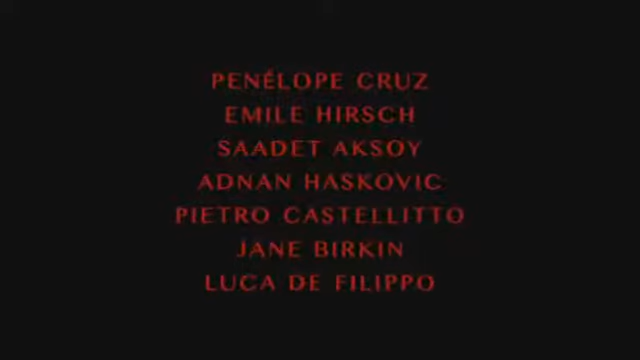 PENÉLOPE CRUZ
EMILE HIRSCH
SAADET AKSOY
ADNAN HASKOVIC
PIETRO CASTELLITTO
JANE BIRKIN
LUCA DE FILIPPO